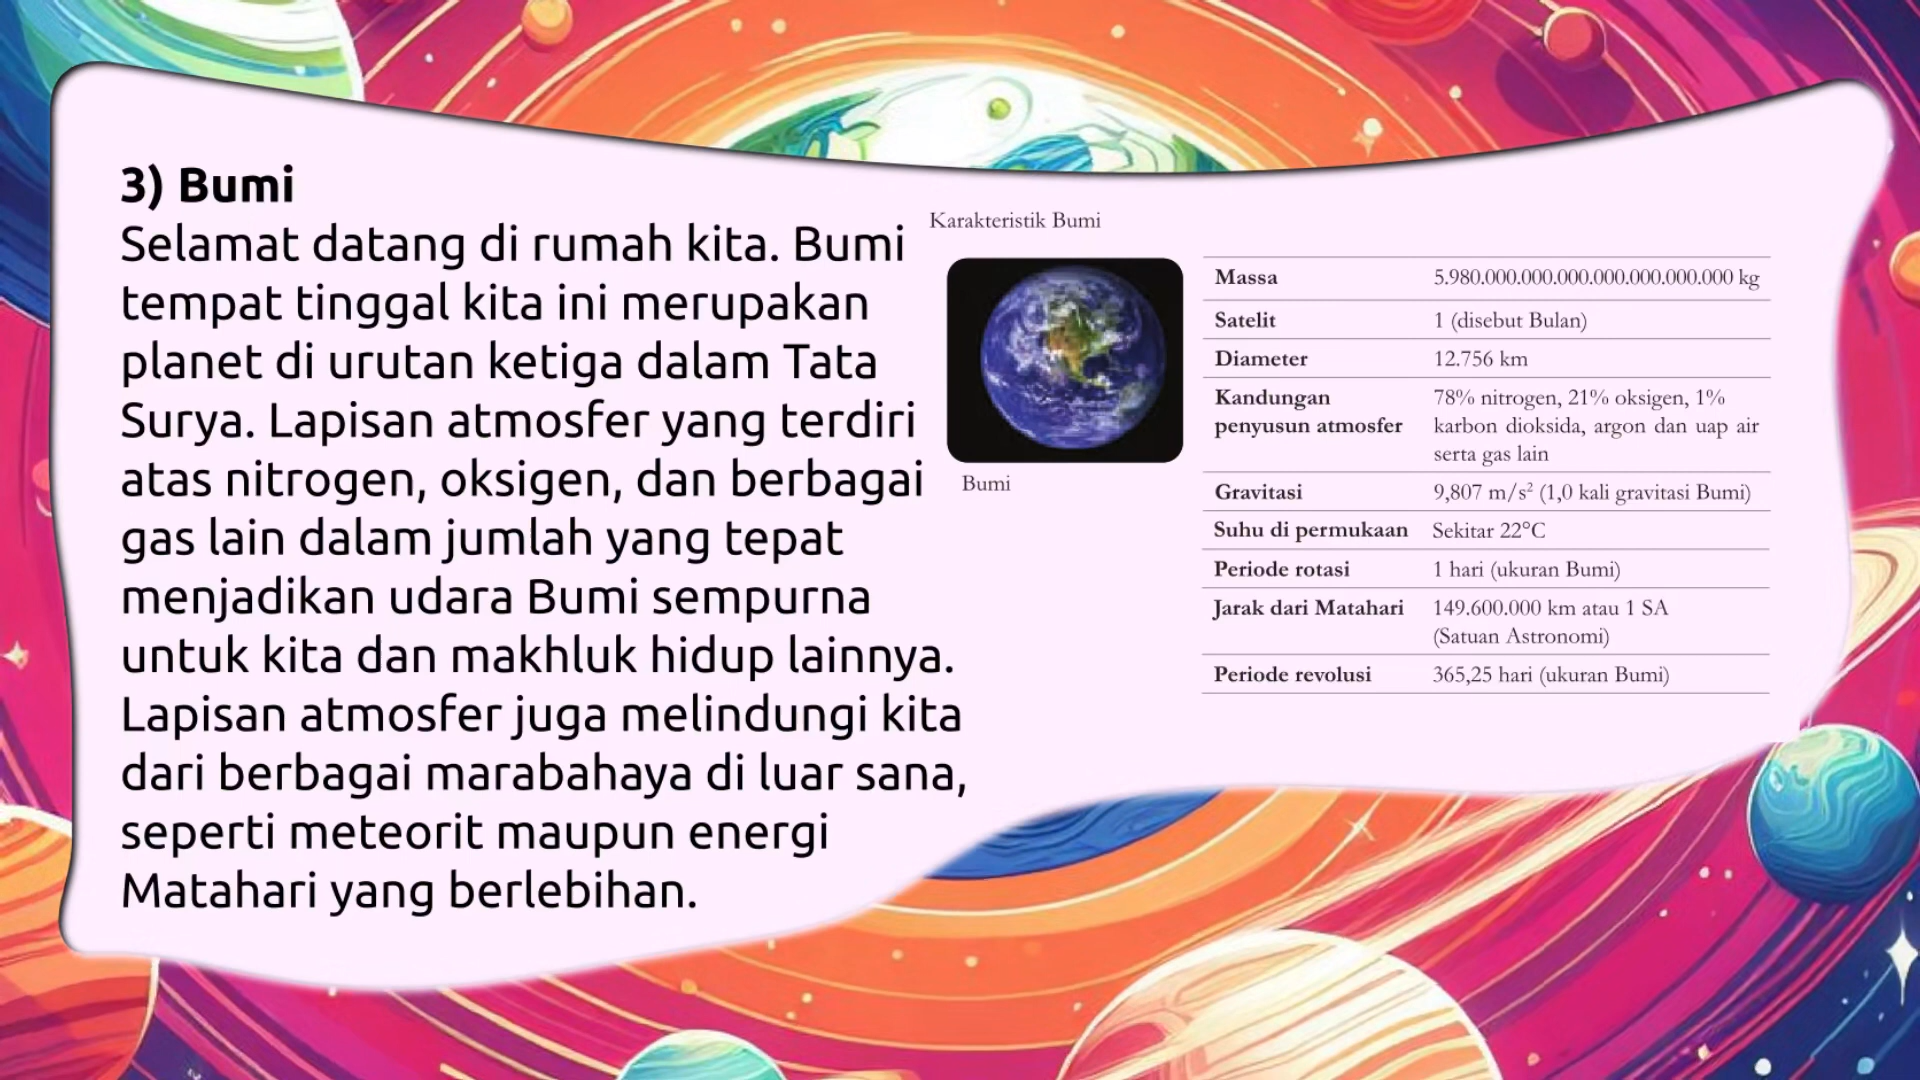 3) Bumi
Selamat datang di rumah kita. Bumi
tempat tinggal kita ini merupakan
planet di urutan ketiga dalam Tata
Surya. Lapisan atmosfer yang terdiri
atas nitrogen, oksigen, dan berbagai
gas lain dalam jumlah yang tepat
menjadikan udara Bumi sempurna
untuk kita dan makhluk hidup lainnya.
Lapisan atmosfer juga melindungi kita
dari berbagai marabahaya di luar sana,
seperti meteorit maupun energi
Matahari yang berlebihan.
Karakteristik Bumi
Bumi
Massa 5.980.000.000.000.000.000.000.000 kg
Satelit 1 (disebut Bulan)
Diameter 12.756 km
Kandungan 78% nitrogen, 21% oksigen, 1%
penyusun atmosfer karbon dioksida, argon dan uap air
serta gas lain
Gravitasi 9,807 m/s² (1,0 kali gravitasi Bumi)
Suhu di permukaan Sekitar 22°C
Periode rotasi 1 hari (ukuran Bumi)
Jarak dari Matahari 149.600.000 km atau 1 SA
(Satuan Astronomi)
Periode revolusi 365,25 hari (ukuran Bumi)